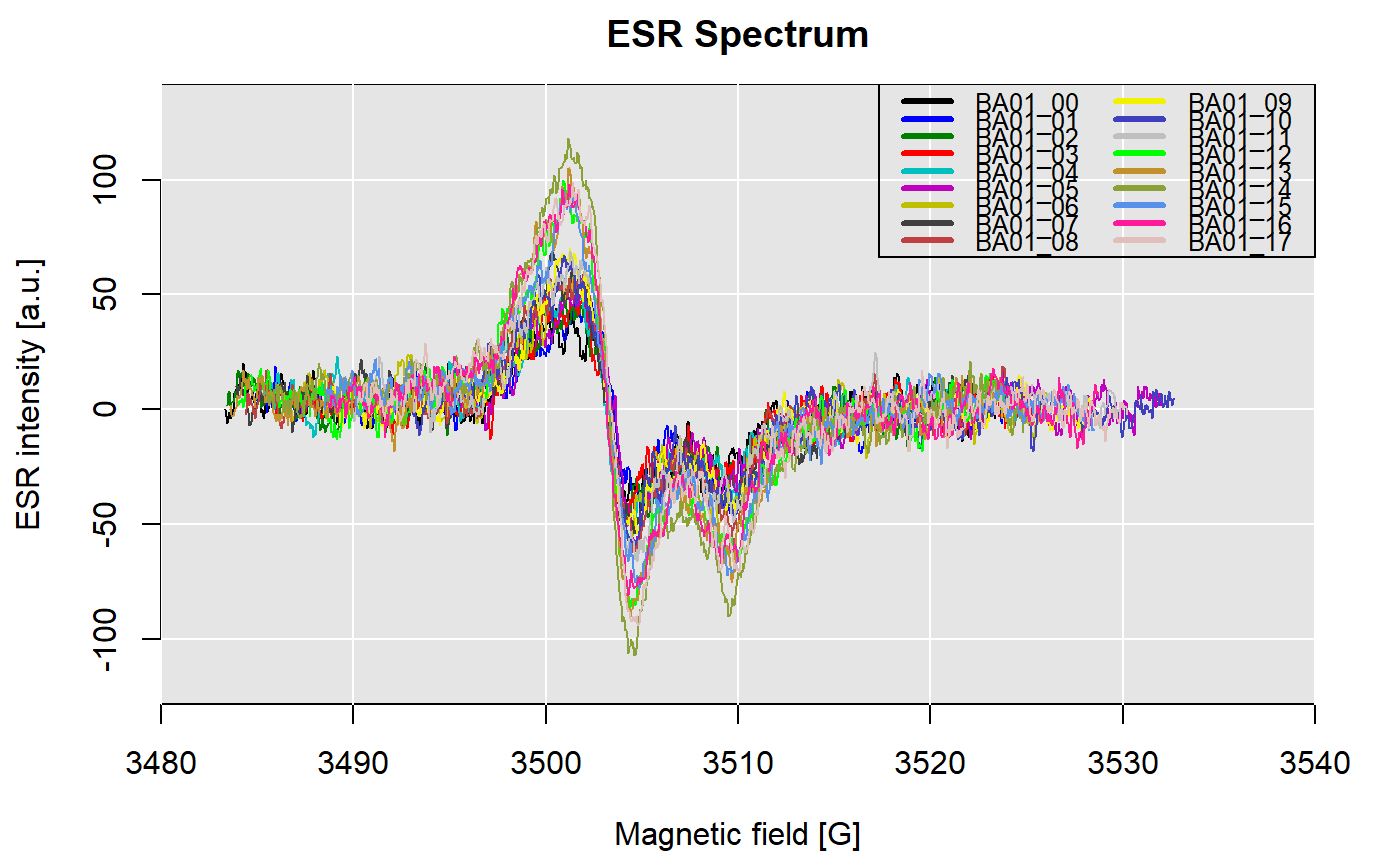 ESR Spectrum
BA01_00 BA01_09
BA01_01 BA01_10
BA01_02 BA01_11
BA01_03 BA01_12
BA01_04 BA01_13
BA01_05 BA01_14
BA01_06 BA01_15
BA01_07 BA01_16
BA01_08 BA01_17
ESR intensity [a.u.]
100
50
0
-50
-100
3480 3490 3500 3510 3520 3530 3540
Magnetic field [G]